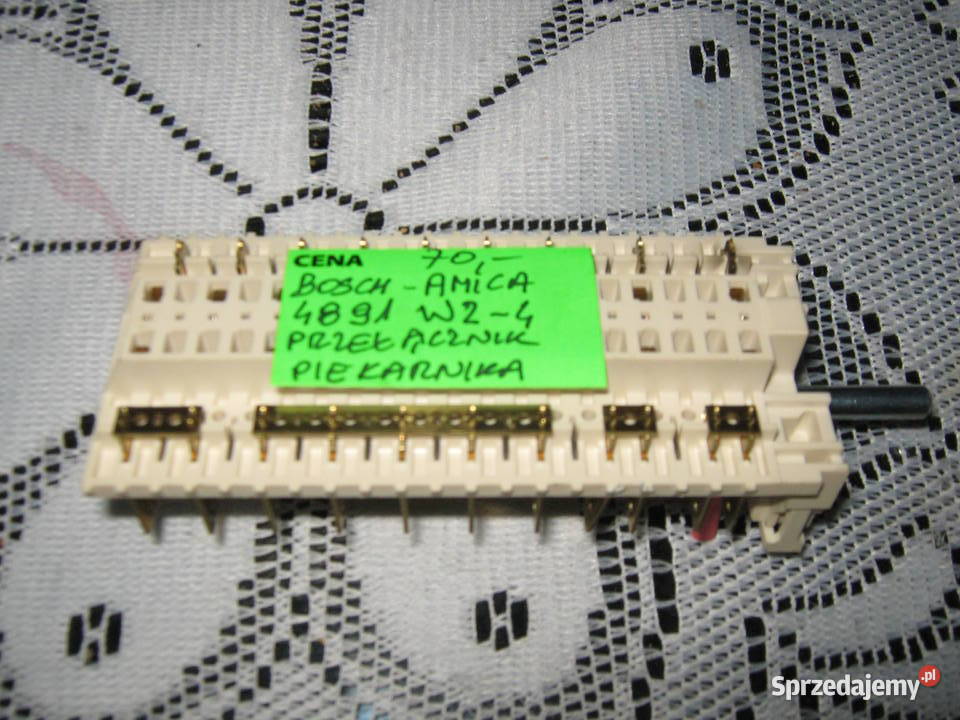 CENA 70,-
BOSCH - AMICA
4891 W2-4
PRZEŁĄCZNIK
PIEKARNIKA
Sprzedajemy.pl